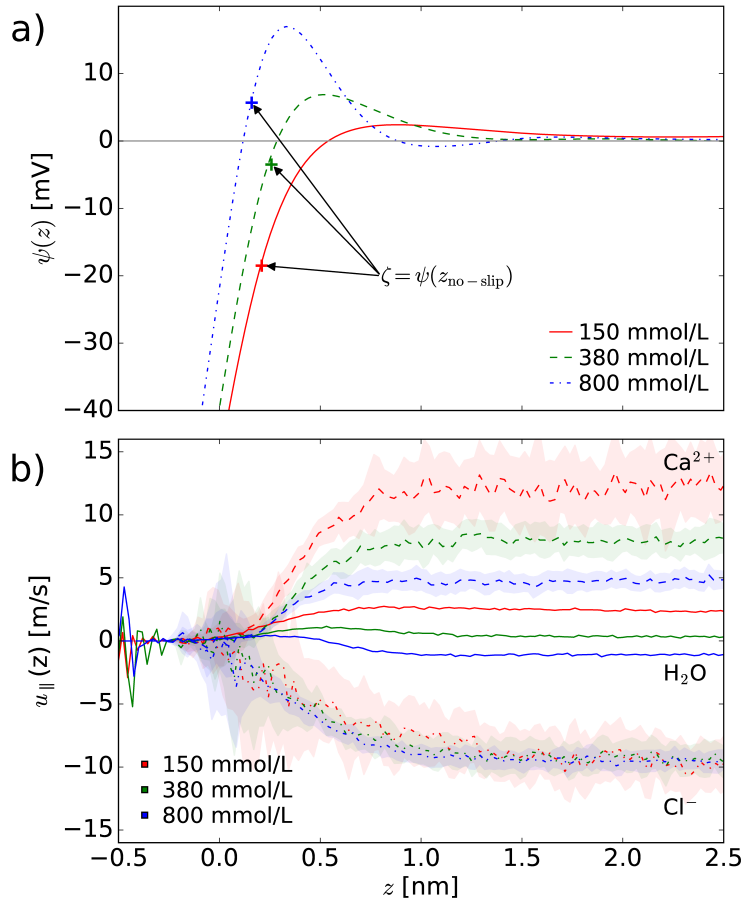 a)
10
0
−10
−20
−30
−40
ψ(z) [mV]
ζ = ψ(z_no−slip)
150 mmol/L
380 mmol/L
800 mmol/L
b)
15
10
5
0
−5
−10
−15
u_∥(z) [m/s]
Ca²⁺
H₂O
Cl⁻
150 mmol/L
380 mmol/L
800 mmol/L
−0.5 0.0 0.5 1.0 1.5 2.0 2.5
z [nm]